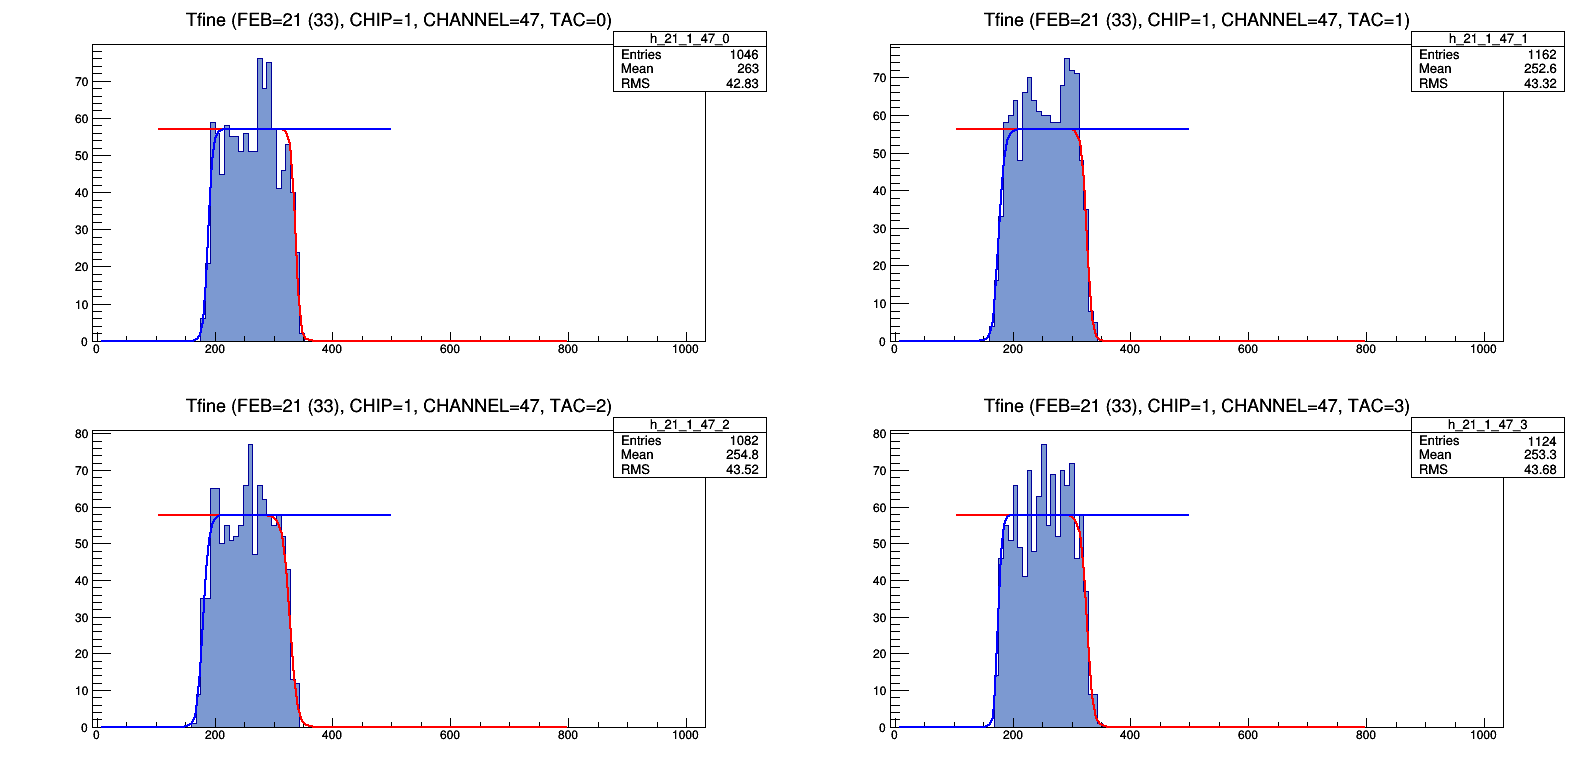 Tfine (FEB=21 (33), CHIP=1, CHANNEL=47, TAC=0)
h_21_1_47_0
Entries 1046
Mean 263
RMS 42.83
70
60
50
40
30
20
10
0
0 200 400 600 800 1000
Tfine (FEB=21 (33), CHIP=1, CHANNEL=47, TAC=1)
h_21_1_47_1
Entries 1162
Mean 252.6
RMS 43.32
70
60
50
40
30
20
10
0
0 200 400 600 800 1000
Tfine (FEB=21 (33), CHIP=1, CHANNEL=47, TAC=2)
h_21_1_47_2
Entries 1082
Mean 254.8
RMS 43.52
80
70
60
50
40
30
20
10
0
0 200 400 600 800 1000
Tfine (FEB=21 (33), CHIP=1, CHANNEL=47, TAC=3)
h_21_1_47_3
Entries 1124
Mean 253.3
RMS 43.68
80
70
60
50
40
30
20
10
0
0 200 400 600 800 1000